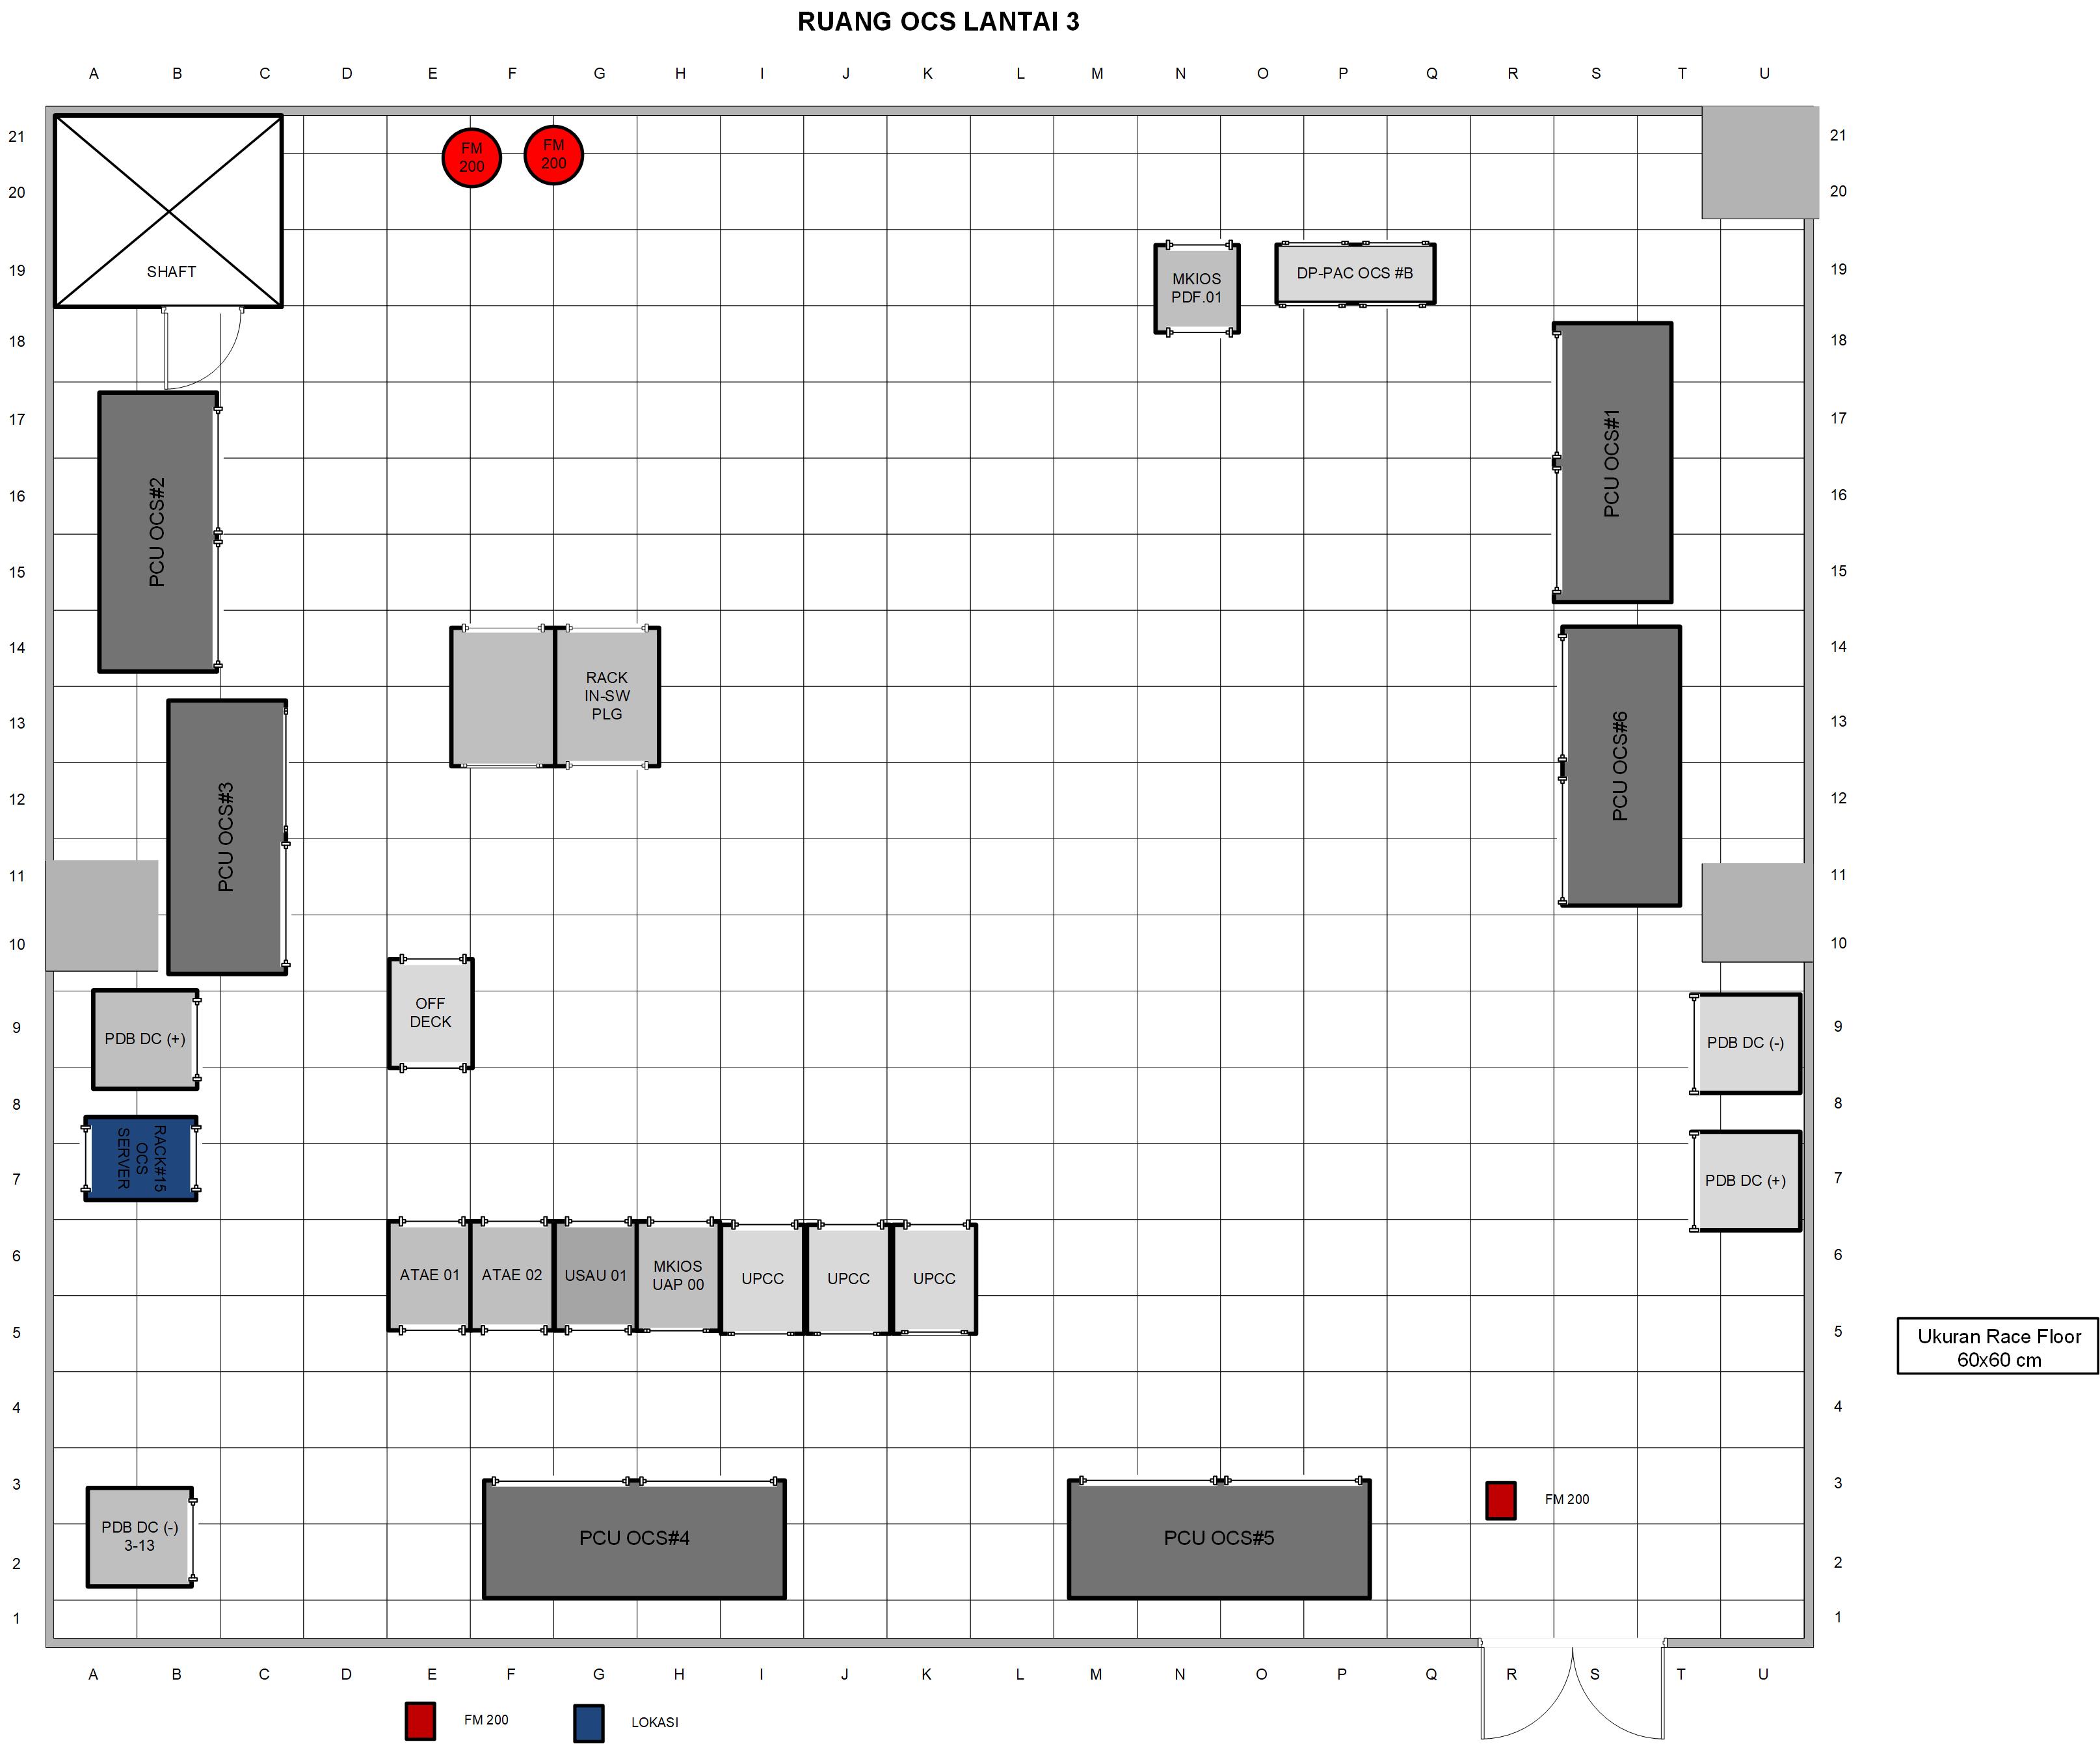 RUANG OCS LANTAI 3
A B C D E F G H I J K L M N O P Q R S T U
21 21
FM
200
FM
200
20 20
SHAFT
19 19
MKIOS
PDF.01
DP-PAC OCS #B
18 18
17 17
PCU OCS#2
PCU OCS#1
16 16
15 15
14 14
RACK
IN-SW
PLG
13 13
PCU OCS#6
12 12
PCU OCS#3
11 11
10 10
OFF
DECK
9 9
PDB DC (+)
PDB DC (-)
8 8
RACK#15
OCS
SERVER
7 7
PDB DC (+)
6 6
ATAE 01
ATAE 02
USAU 01
MKIOS
UAP 00
UPCC
UPCC
UPCC
5 5
Ukuran Race Floor
60x60 cm
4 4
3 3
FM 200
PDB DC (-)
3-13
PCU OCS#4
PCU OCS#5
2 2
1 1
A B C D E F G H I J K L M N O P Q R S T U
FM 200
LOKASI